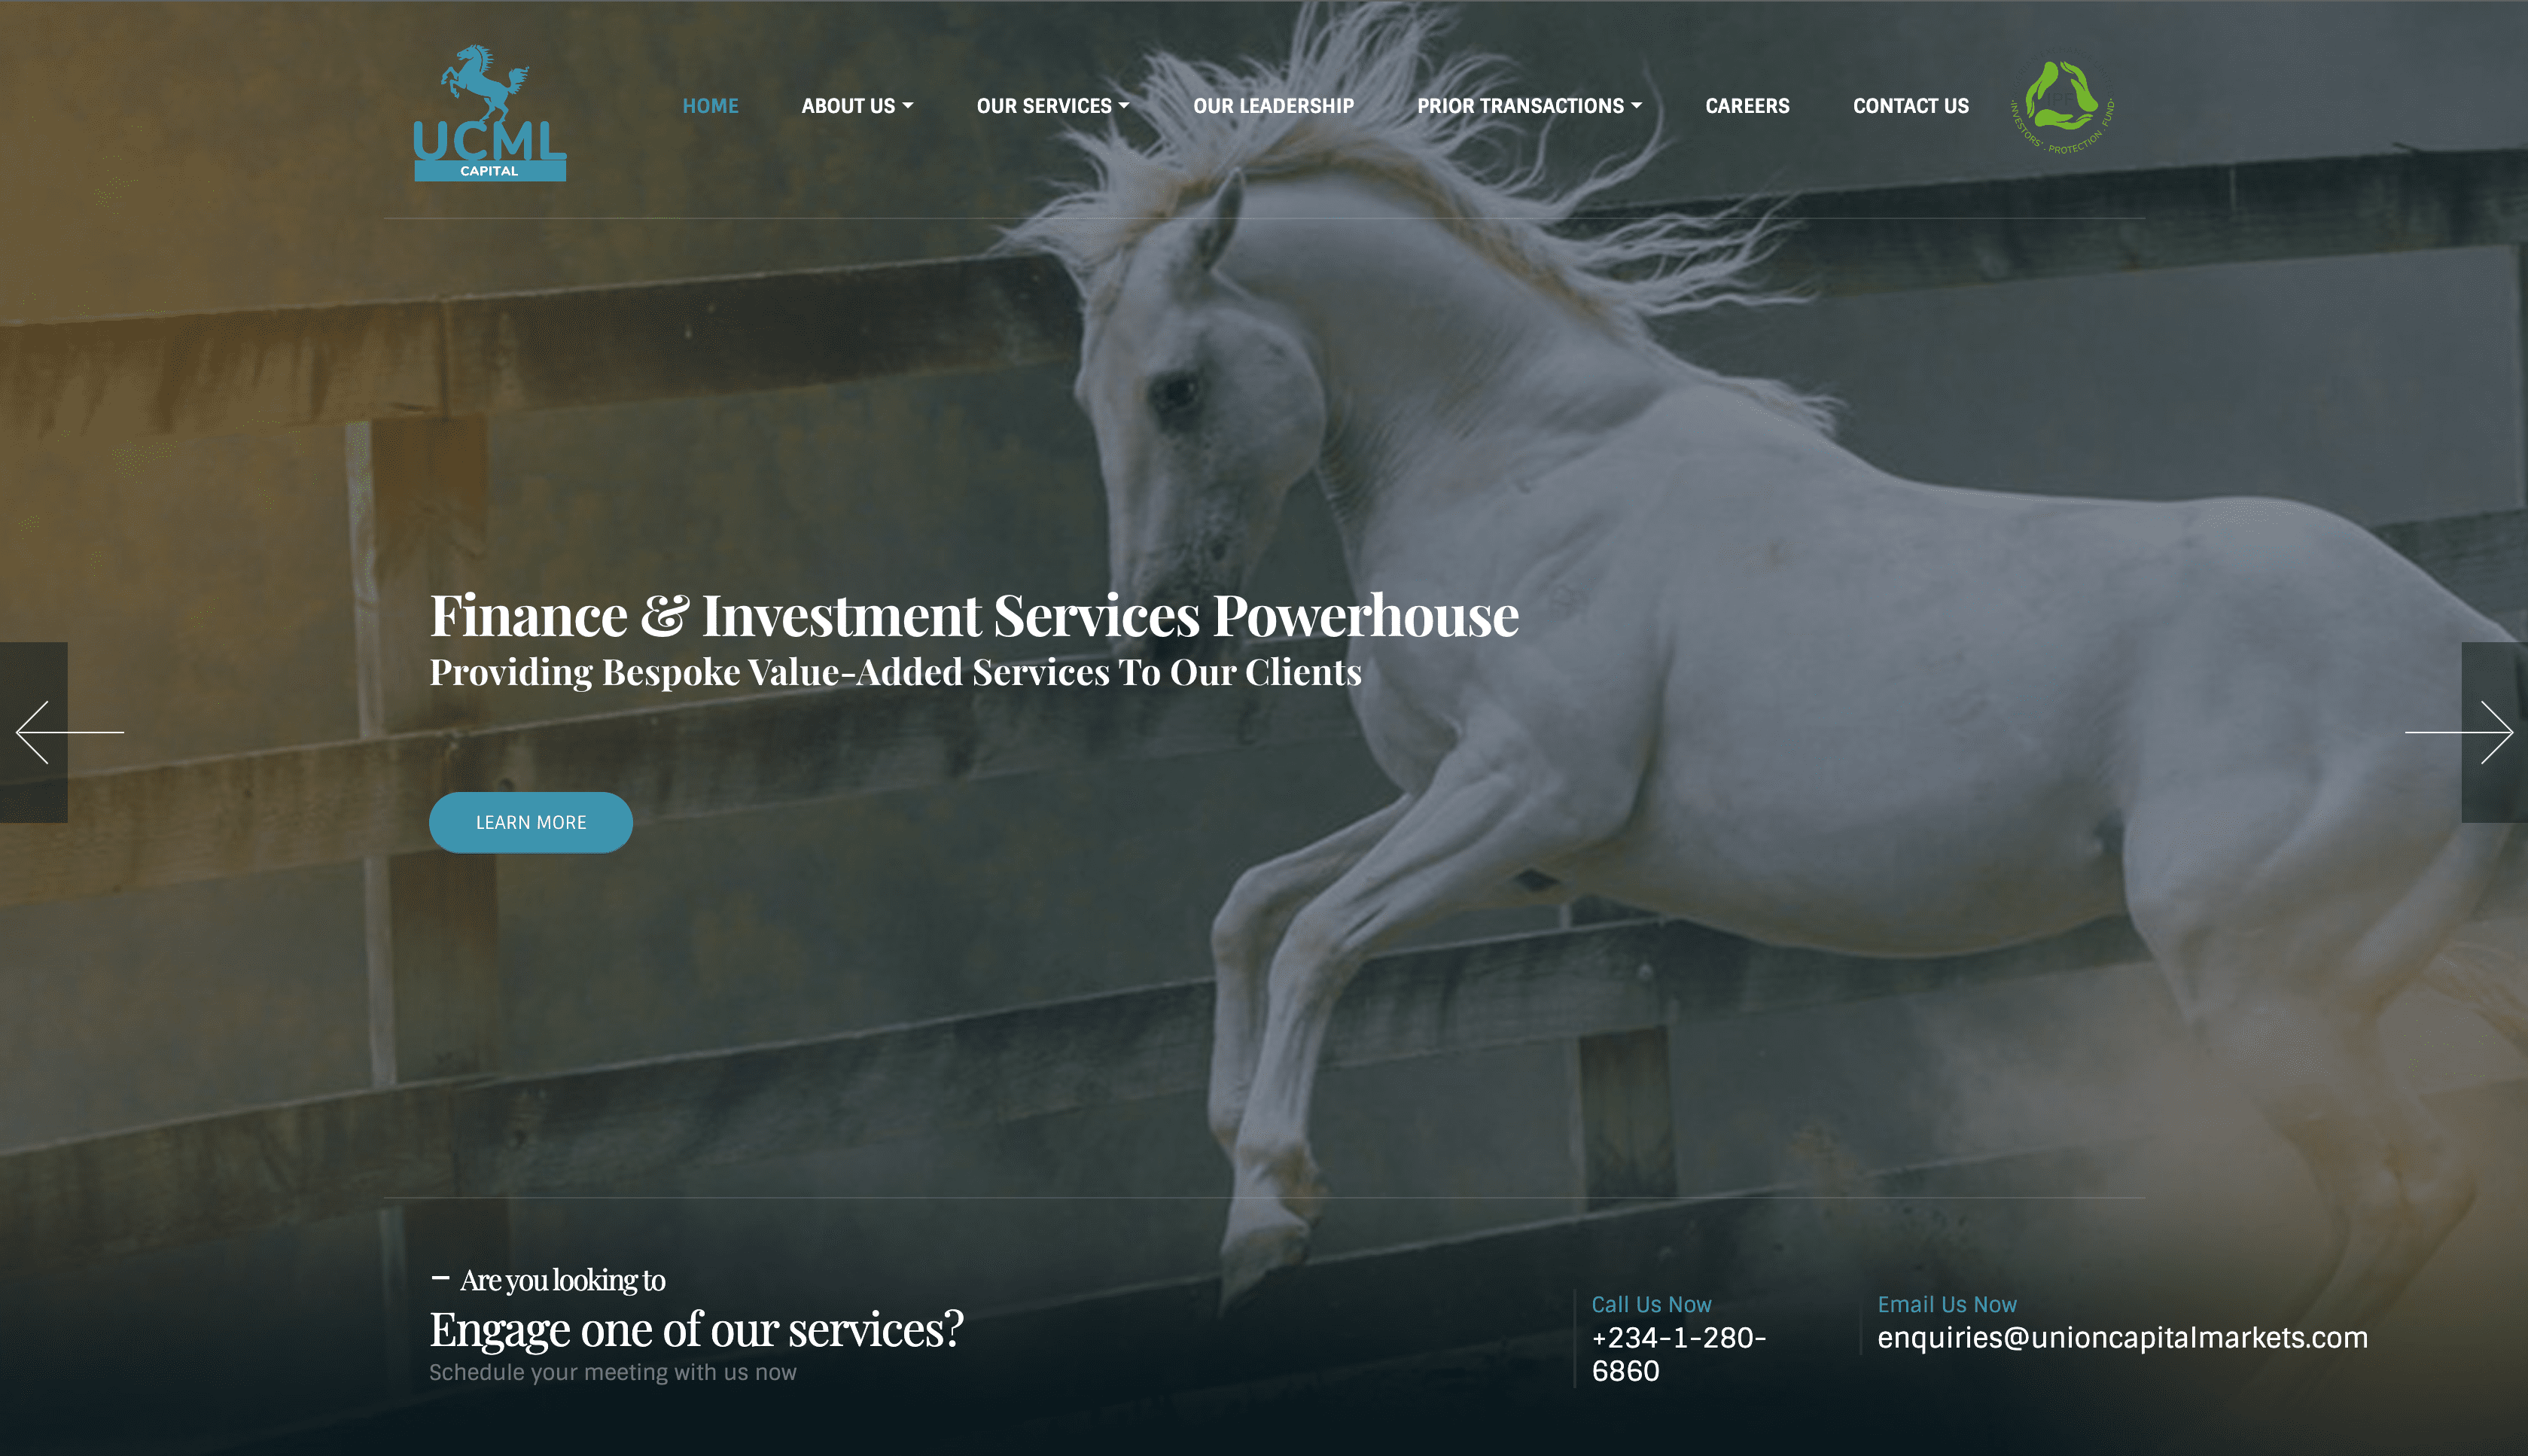 UCML
CAPITAL
HOME
ABOUT US
OUR SERVICES
OUR LEADERSHIP
PRIOR TRANSACTIONS
CAREERS
CONTACT US
INVESTORS' . PROTECTION . FUND
Finance & Investment Services Powerhouse
Providing Bespoke Value-Added Services To Our Clients
LEARN MORE
Are you looking to
Engage one of our services?
Schedule your meeting with us now
Call Us Now
+234-1-280-
6860
Email Us Now
enquiries@unioncapitalmarkets.com